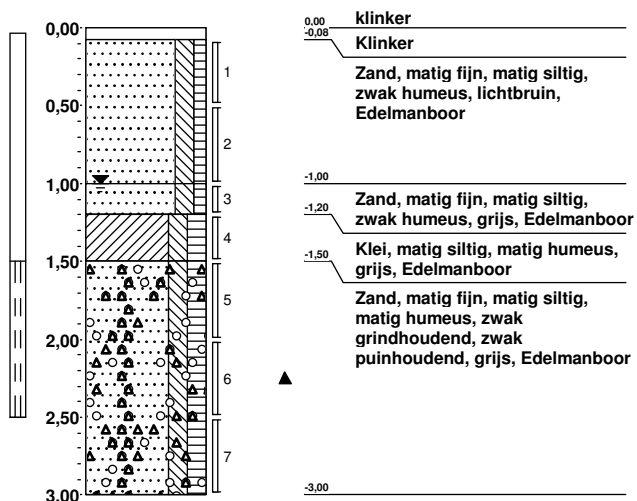 0,00
0,50
1,00
1,50
2,00
2,50
3,00
1
2
3
4
5
6
7
0,00
klinker
-0,08
Klinker
Zand, matig fijn, matig siltig,
zwak humeus, lichtbruin,
Edelmanboor
-1,00
Zand, matig fijn, matig siltig,
zwak humeus, grijs, Edelmanboor
-1,20
Klei, matig siltig, matig humeus,
grijs, Edelmanboor
-1,50
Zand, matig fijn, matig siltig,
matig humeus, zwak
grindhoudend, zwak
puinhoudend, grijs, Edelmanboor
-3,00